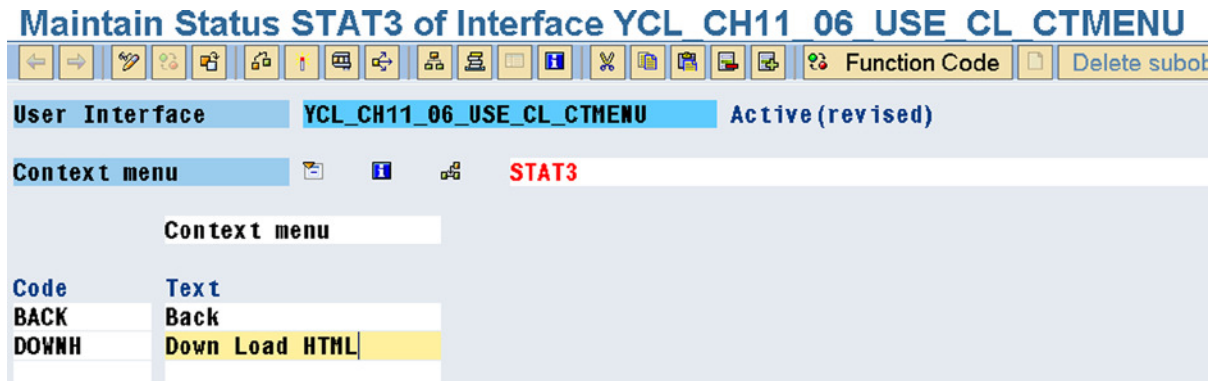 Maintain Status STAT3 of Interface YCL_CH11_06_USE_CL_CTMENU
Function Code Delete subob
User Interface YCL_CH11_06_USE_CL_CTMENU Active(revised)
Context menu STAT3
Context menu
Code Text
BACK Back
DOWNH Down Load HTML